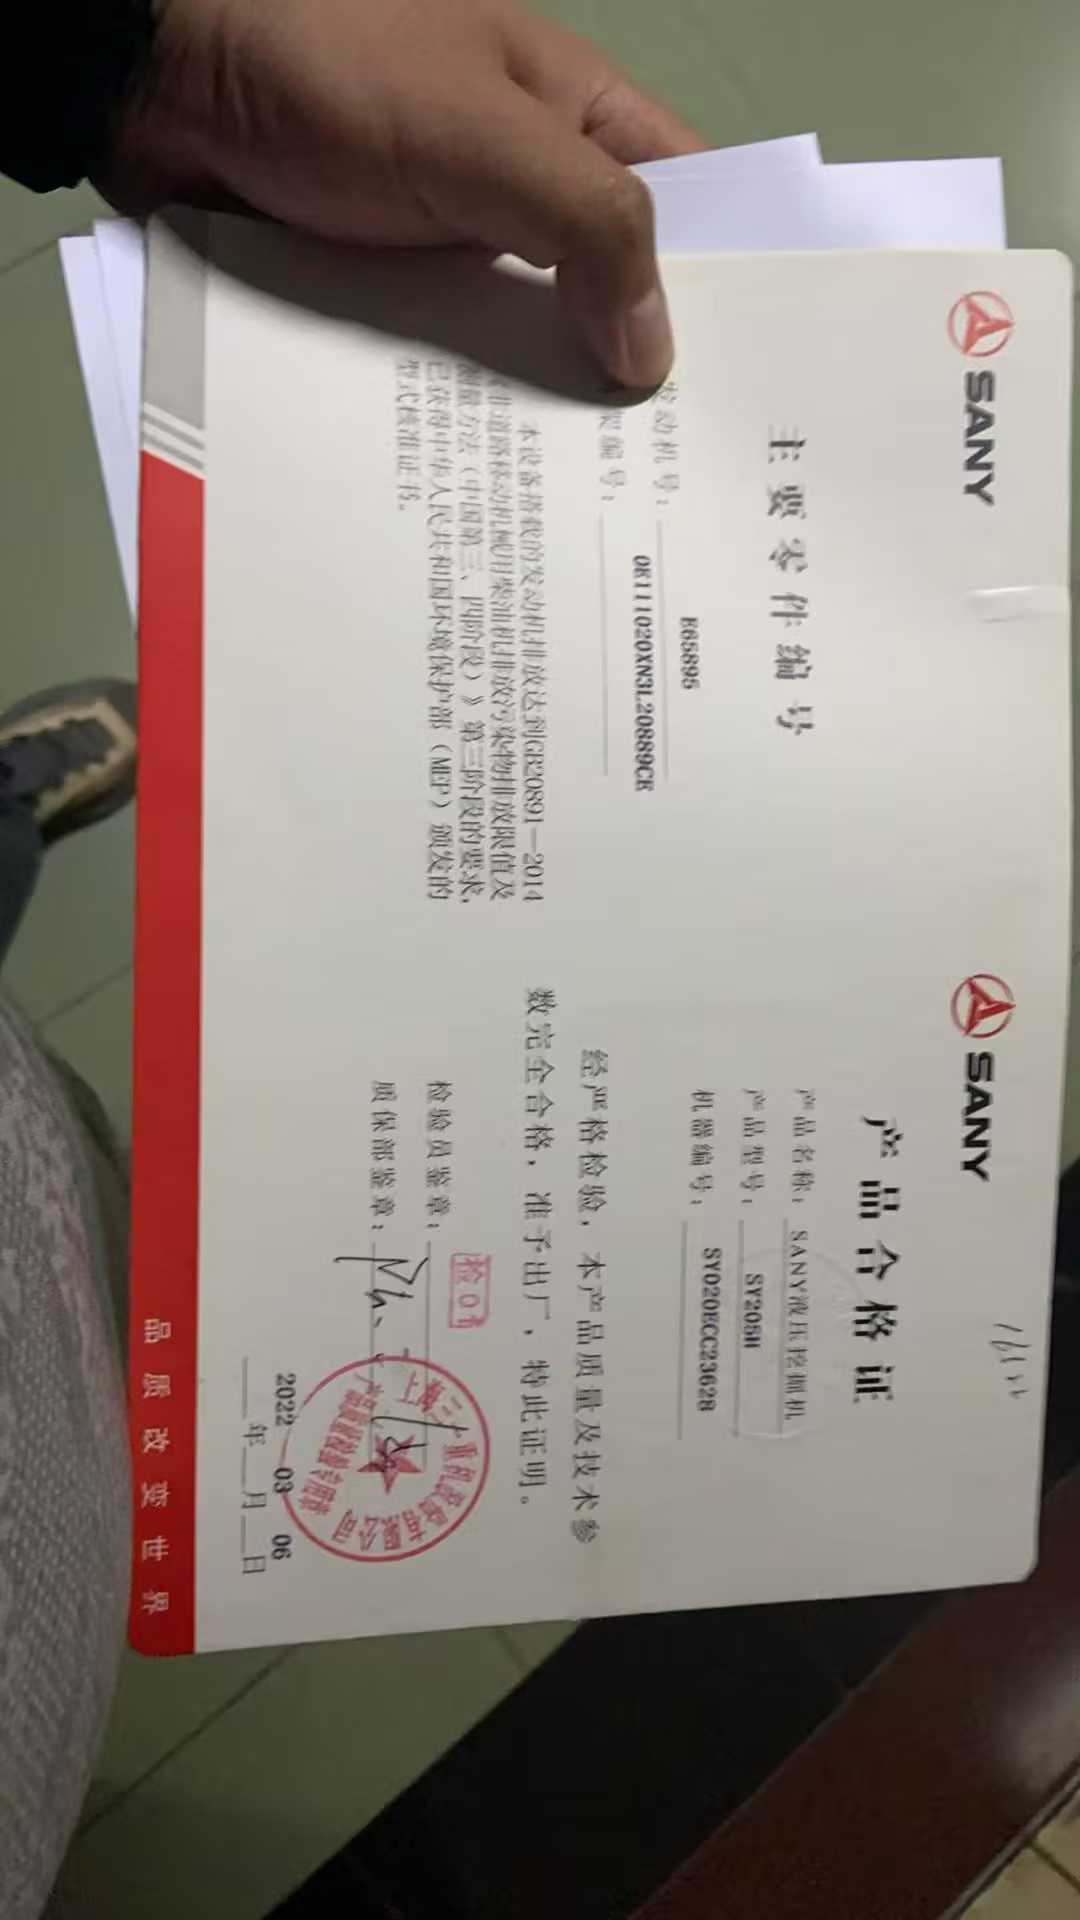 SANY
主要零件编号
发动机号： E65895
架编号： OE111020XN3L20889CE
本设备搭载的发动机排放达到GB20891—2014
《非道路移动机械用柴油机排放污染物排放限值及
测量方法（中国第三、四阶段）》第三阶段的要求，
已获得中华人民共和国环境保护部（MEP）颁发的
型式核准证书。
SANY
产品合格证
产品名称： SANY液压挖掘机
产品型号： SY205H
机器编号： SY020ECC23628
经严格检验，本产品质量及技术参
数完全合格，准予出厂，特此证明。
检验员鉴章：
质保部鉴章：
2022 03 06
年 月 日
品质改变世界